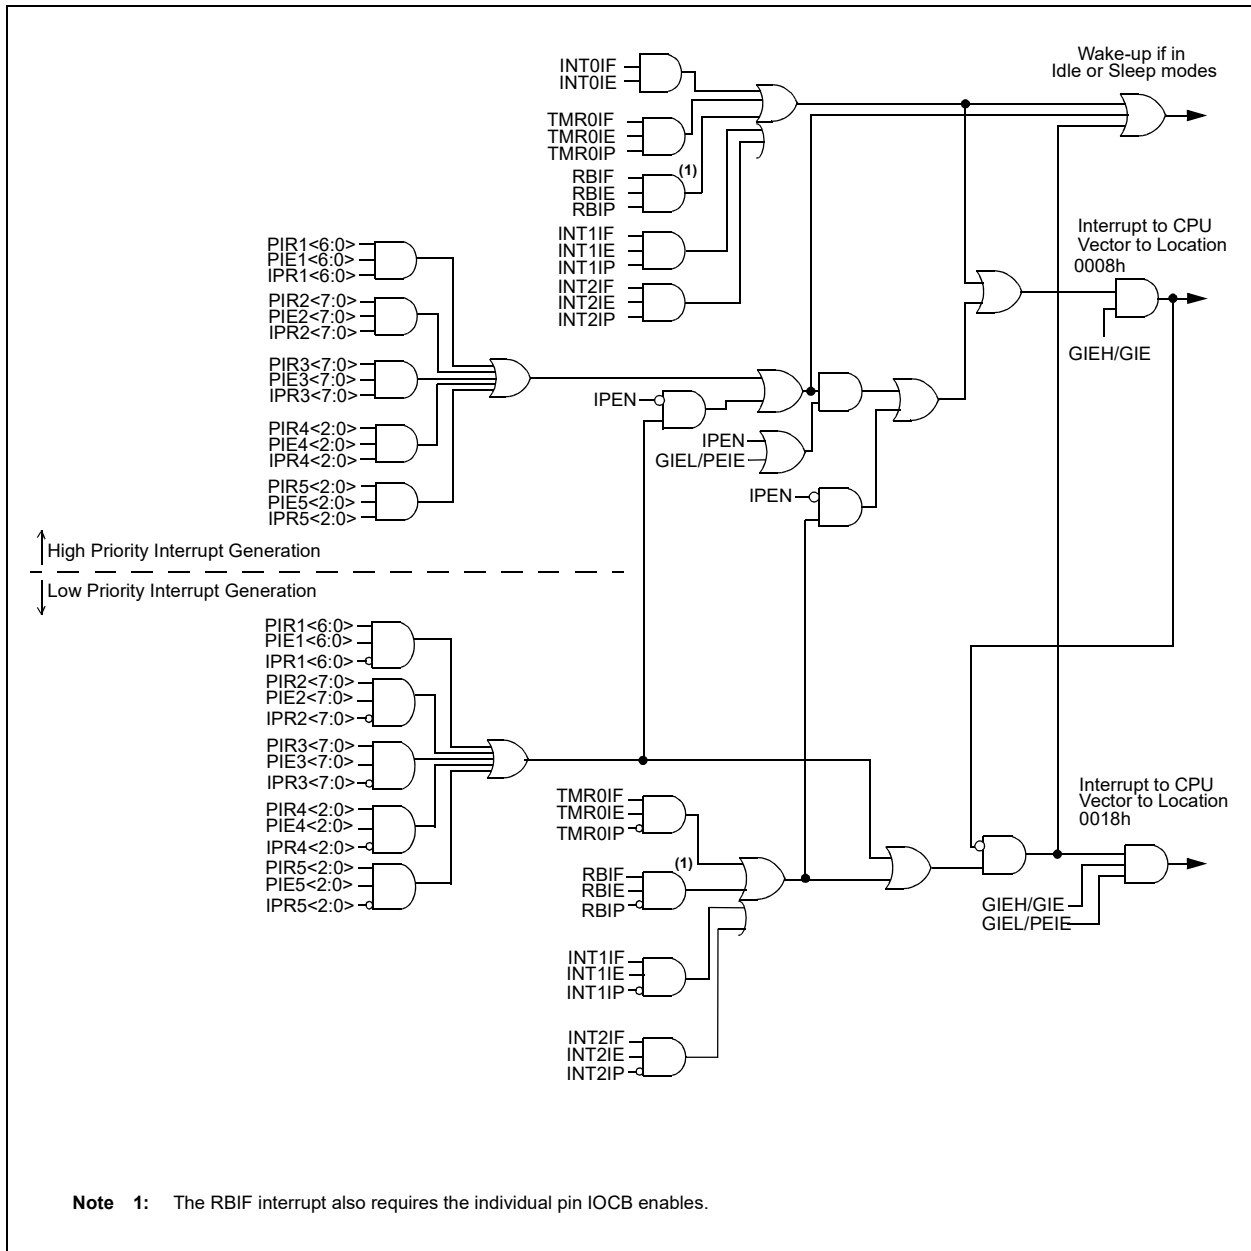 Wake-up if in
Idle or Sleep modes
INT0IF
INT0IE
TMR0IF
TMR0IE
TMR0IP
(1)
RBIF
RBIE
RBIP
INT1IF
INT1IE
INT1IP
INT2IF
INT2IE
INT2IP
Interrupt to CPU
Vector to Location
0008h
GIEH/GIE
PIR1<6:0>
PIE1<6:0>
IPR1<6:0>
PIR2<7:0>
PIE2<7:0>
IPR2<7:0>
PIR3<7:0>
PIE3<7:0>
IPR3<7:0>
PIR4<2:0>
PIE4<2:0>
IPR4<2:0>
PIR5<2:0>
PIE5<2:0>
IPR5<2:0>
IPEN
IPEN
GIEL/PEIE
IPEN
High Priority Interrupt Generation
Low Priority Interrupt Generation
PIR1<6:0>
PIE1<6:0>
IPR1<6:0>
PIR2<7:0>
PIE2<7:0>
IPR2<7:0>
PIR3<7:0>
PIE3<7:0>
IPR3<7:0>
PIR4<2:0>
PIE4<2:0>
IPR4<2:0>
PIR5<2:0>
PIE5<2:0>
IPR5<2:0>
TMR0IF
TMR0IE
TMR0IP
(1)
RBIF
RBIE
RBIP
INT1IF
INT1IE
INT1IP
INT2IF
INT2IE
INT2IP
Interrupt to CPU
Vector to Location
0018h
GIEH/GIE
GIEL/PEIE
Note 1: The RBIF interrupt also requires the individual pin IOCB enables.